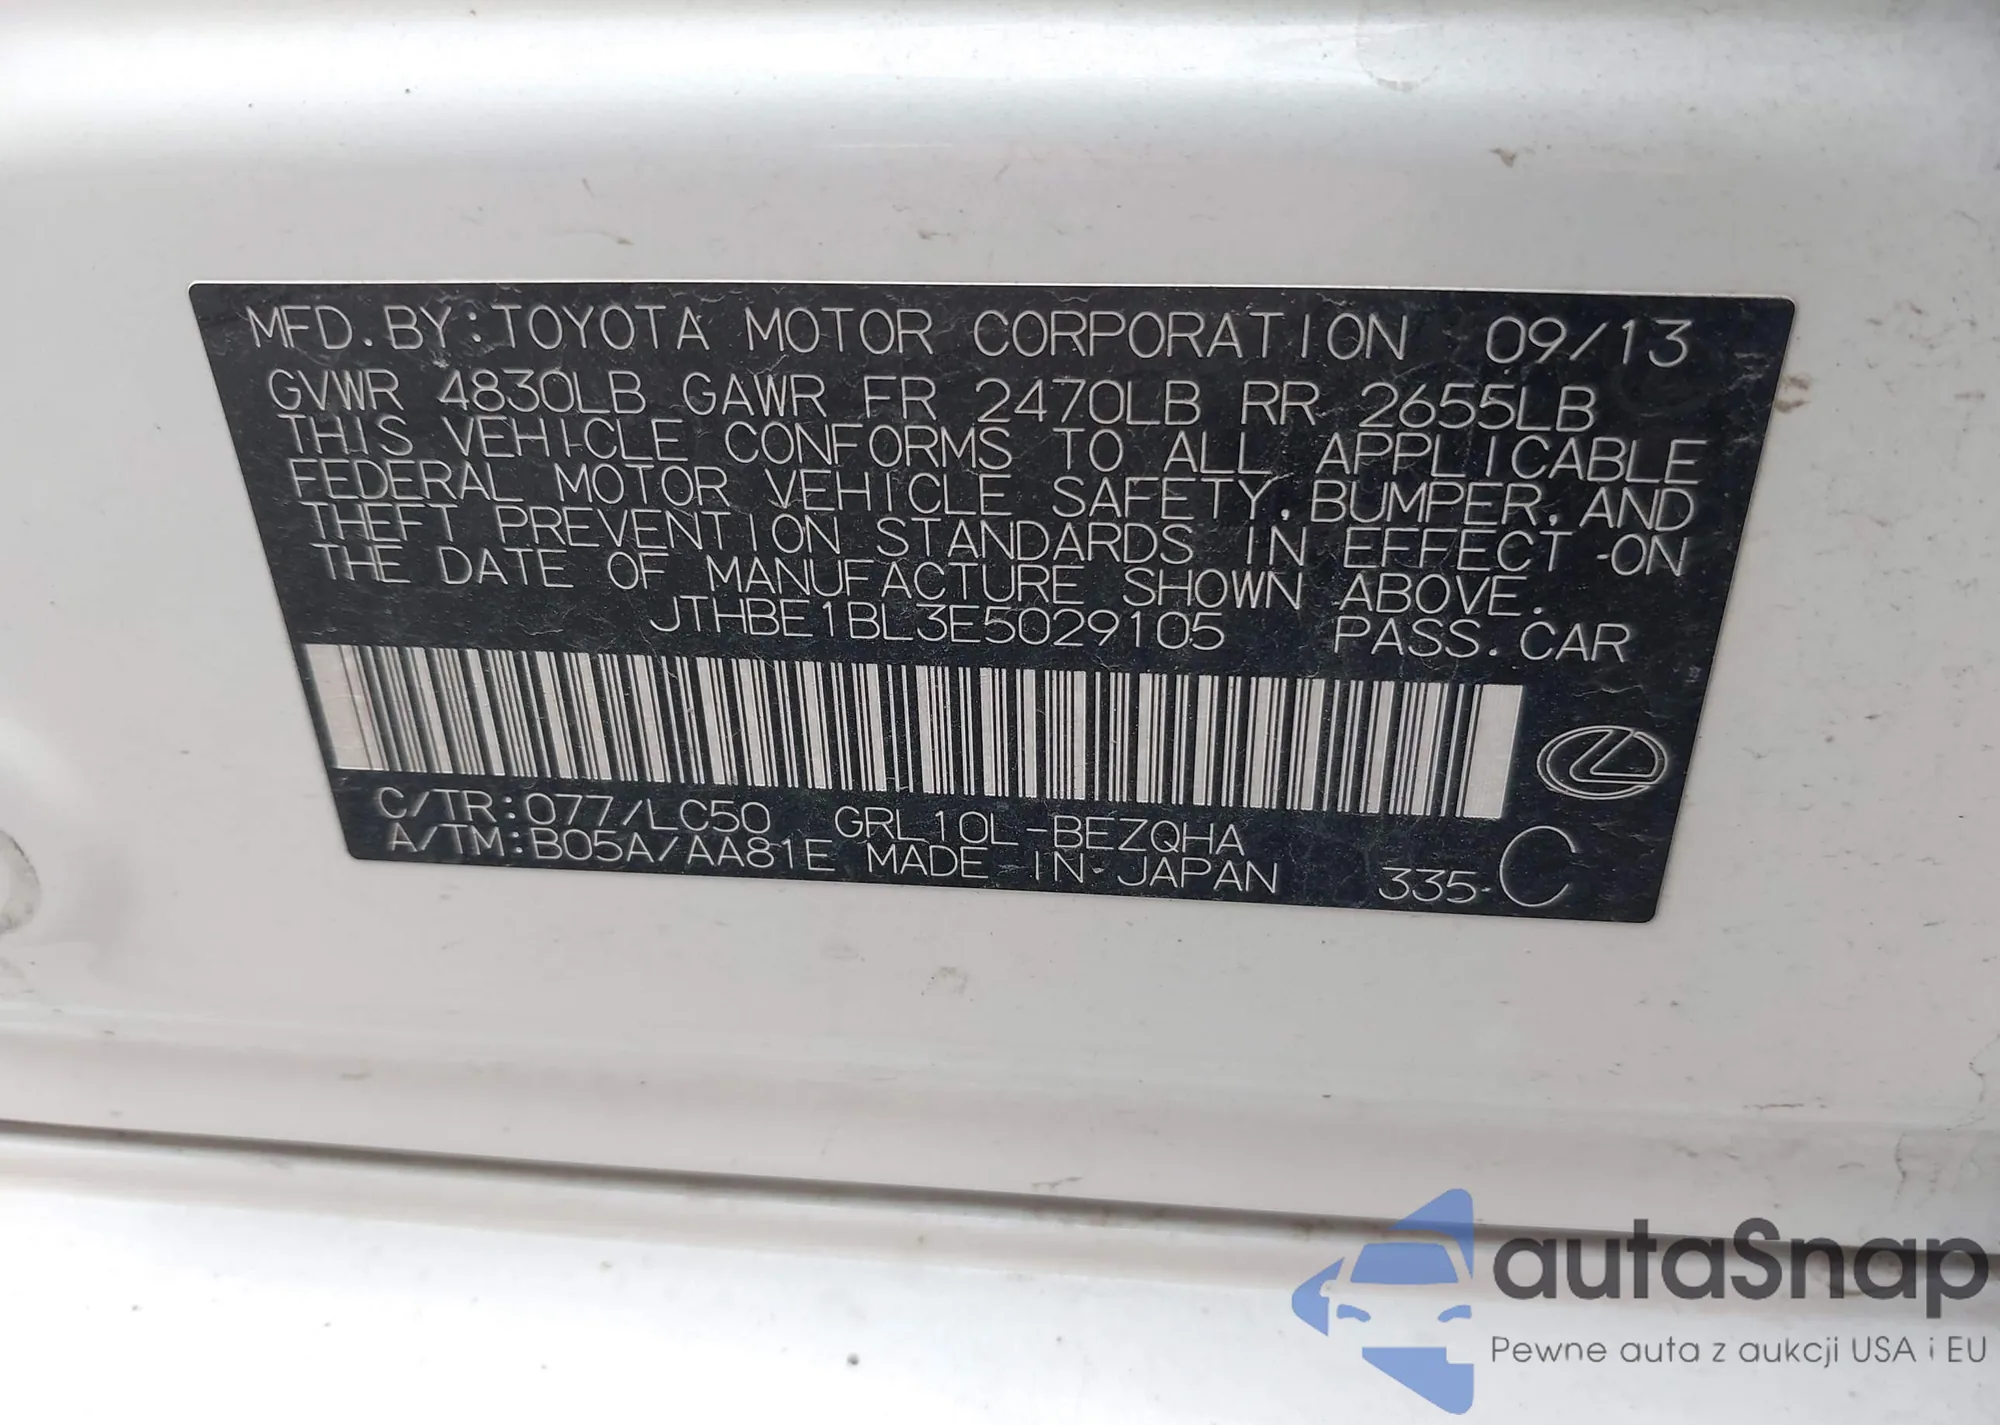 MFD.BY:TOYOTA MOTOR CORPORATION 09/13
GVWR 4830LB GAWR FR 2470LB RR 2655LB
THIS VEHICLE CONFORMS TO ALL APPLICABLE
FEDERAL MOTOR VEHICLE SAFETY, BUMPER, AND
THEFT PREVENTION STANDARDS IN EFFECT ON
THE DATE OF MANUFACTURE SHOWN ABOVE.
JTHBE1BL3E5029105 PASS.CAR
C/TR:077/LC50 GRL10L-BEZQHA
A/TM:B05A/AA81E MADE IN JAPAN 335- C
autaSnap
Pewne auta z aukcji USA i EU